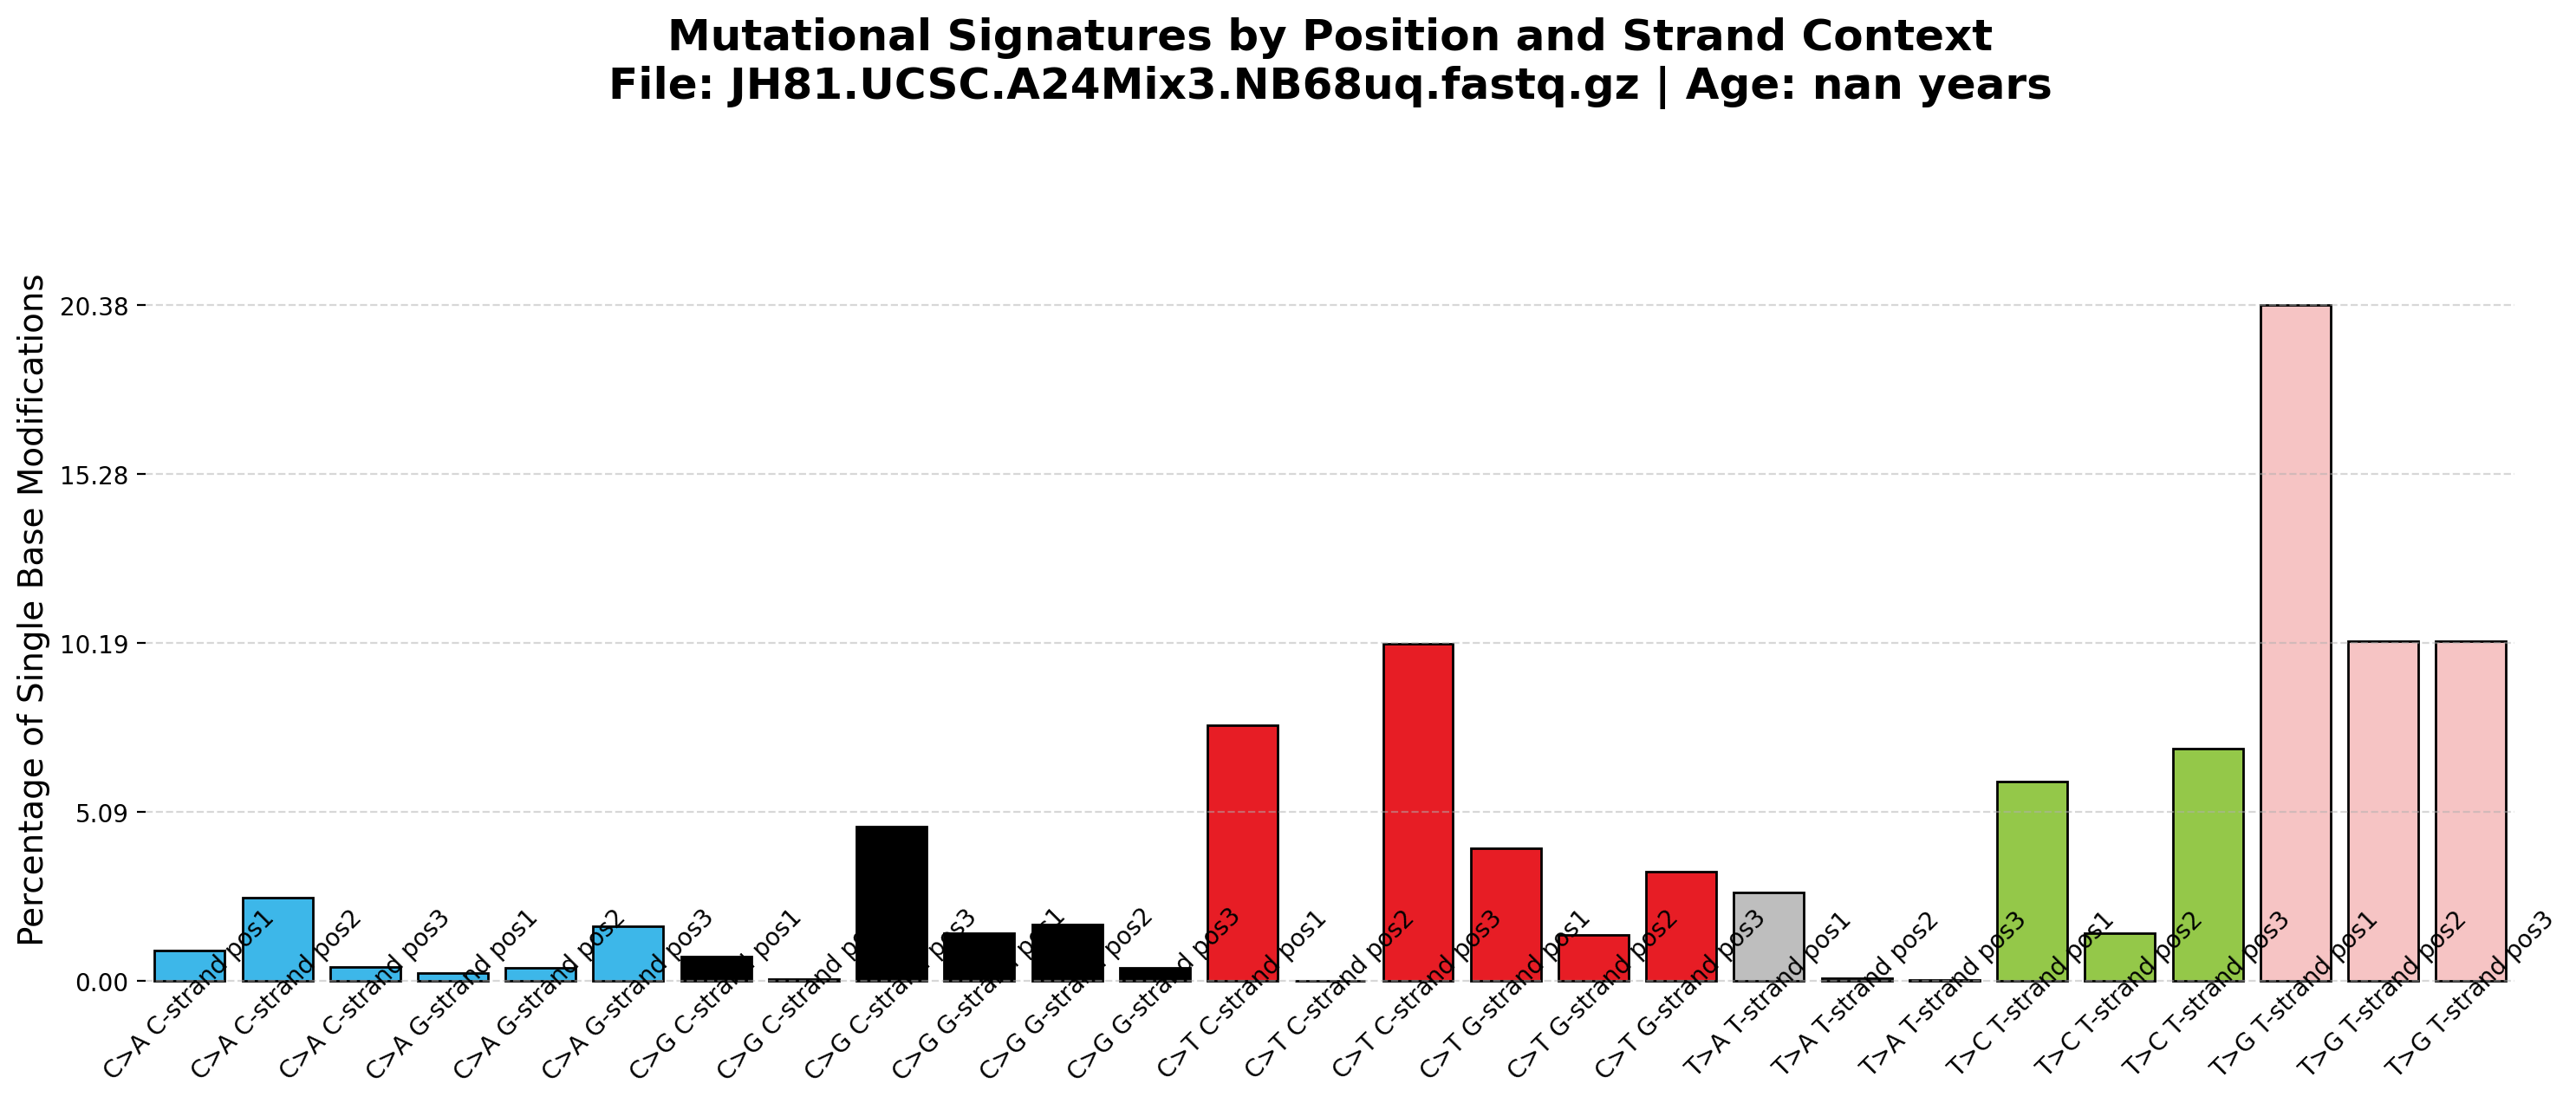 Mutational Signatures by Position and Strand Context
File: JH81.UCSC.A24Mix3.NB68uq.fastq.gz | Age: nan years
Percentage of Single Base Modifications
20.38
15.28
10.19
5.09
0.00
C>A C-strand pos1
C>A C-strand pos2
C>A C-strand pos3
C>A G-strand pos1
C>A G-strand pos2
C>A G-strand pos3
C>G C-strand pos1
C>G C-strand pos2
C>G C-strand pos3
C>G G-strand pos1
C>G G-strand pos2
C>G G-strand pos3
C>T C-strand pos1
C>T C-strand pos2
C>T C-strand pos3
C>T G-strand pos1
C>T G-strand pos2
C>T G-strand pos3
T>A T-strand pos1
T>A T-strand pos2
T>A T-strand pos3
T>C T-strand pos1
T>C T-strand pos2
T>C T-strand pos3
T>G T-strand pos1
T>G T-strand pos2
T>G T-strand pos3